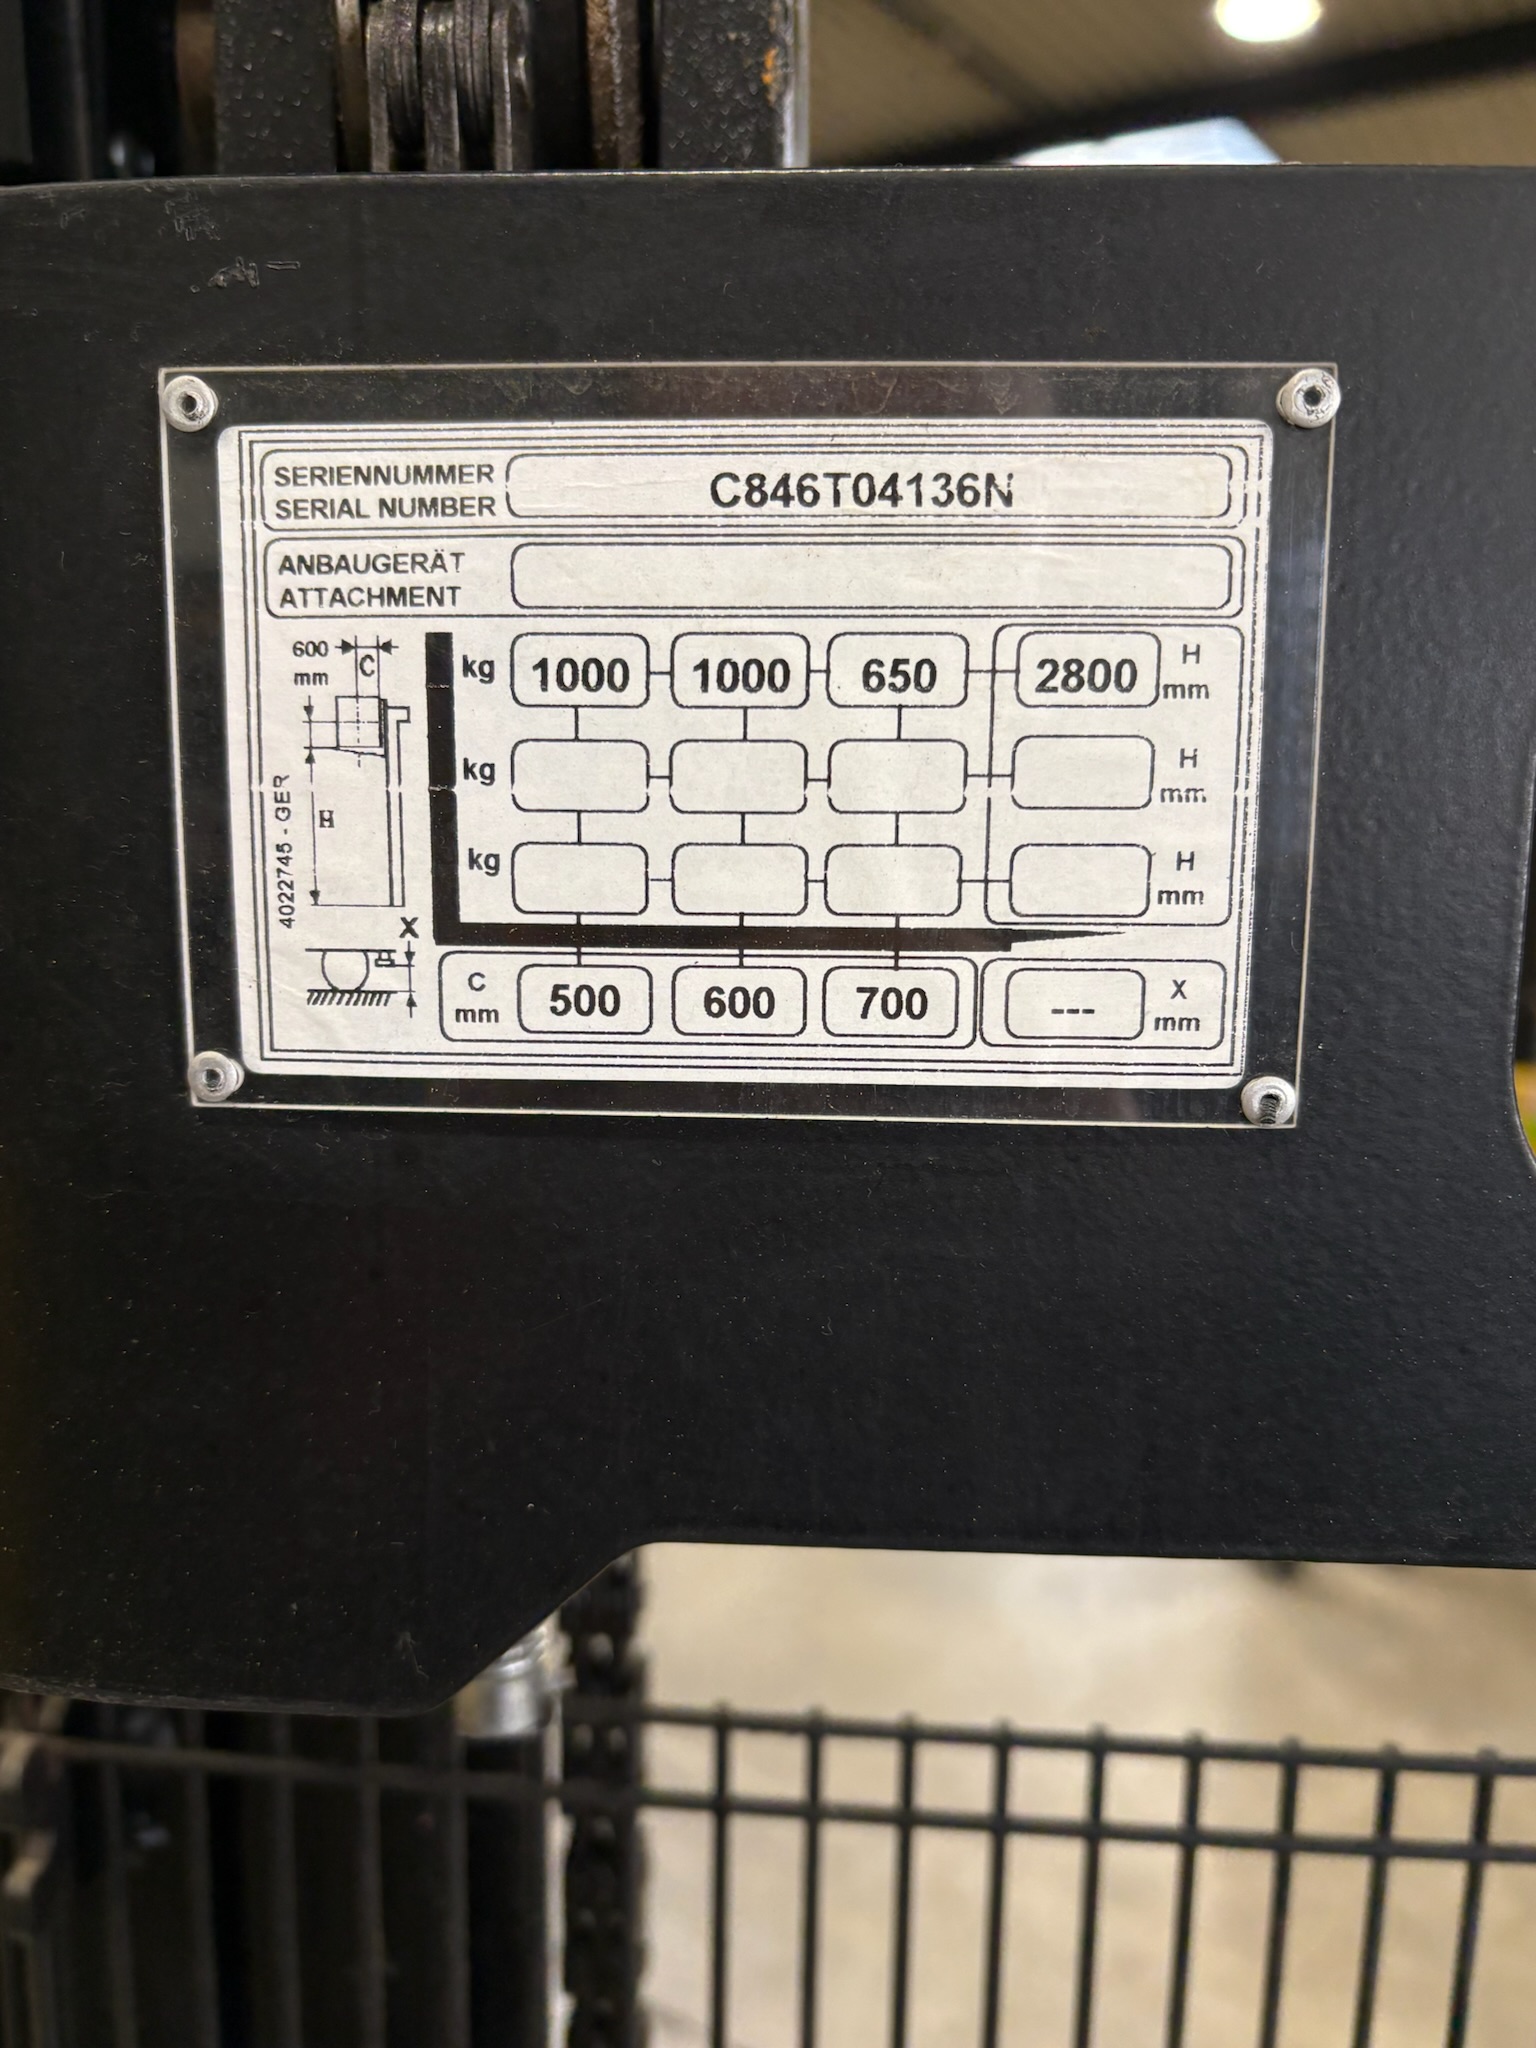 SERIENNUMMER
SERIAL NUMBER
C846T04136N
ANBAUGERÄT
ATTACHMENT
600
mm
C
H
X
4022745 - GER
kg 1000 1000 650 2800 H mm
kg H mm
kg H mm
C mm 500 600 700 --- X mm